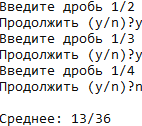 Введите дробь 1/2
Продолжить (y/n)?y
Введите дробь 1/3
Продолжить (y/n)?y
Введите дробь 1/4
Продолжить (y/n)?n
Среднее: 13/36